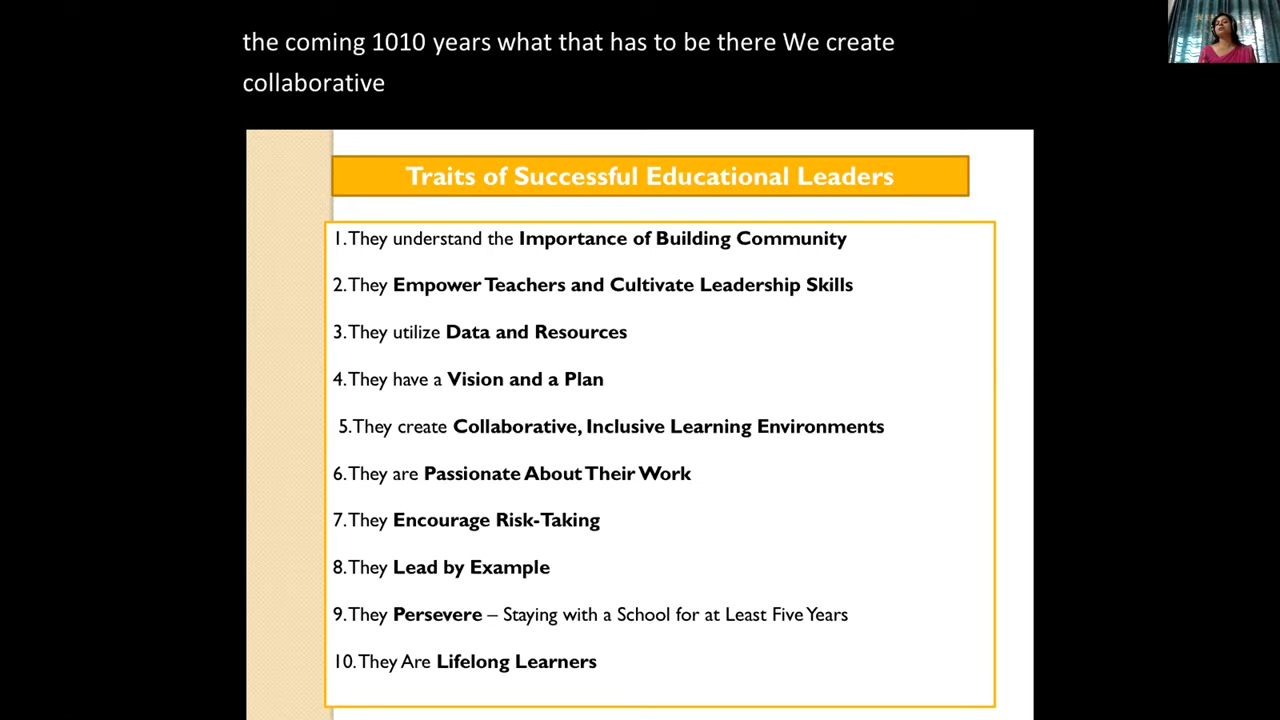 the coming 1010 years what that has to be there We create
collaborative
Traits of Successful Educational Leaders
1. They understand the Importance of Building Community
2. They Empower Teachers and Cultivate Leadership Skills
3. They utilize Data and Resources
4. They have a Vision and a Plan
5. They create Collaborative, Inclusive Learning Environments
6. They are Passionate About Their Work
7. They Encourage Risk-Taking
8. They Lead by Example
9. They Persevere – Staying with a School for at Least Five Years
10. They Are Lifelong Learners